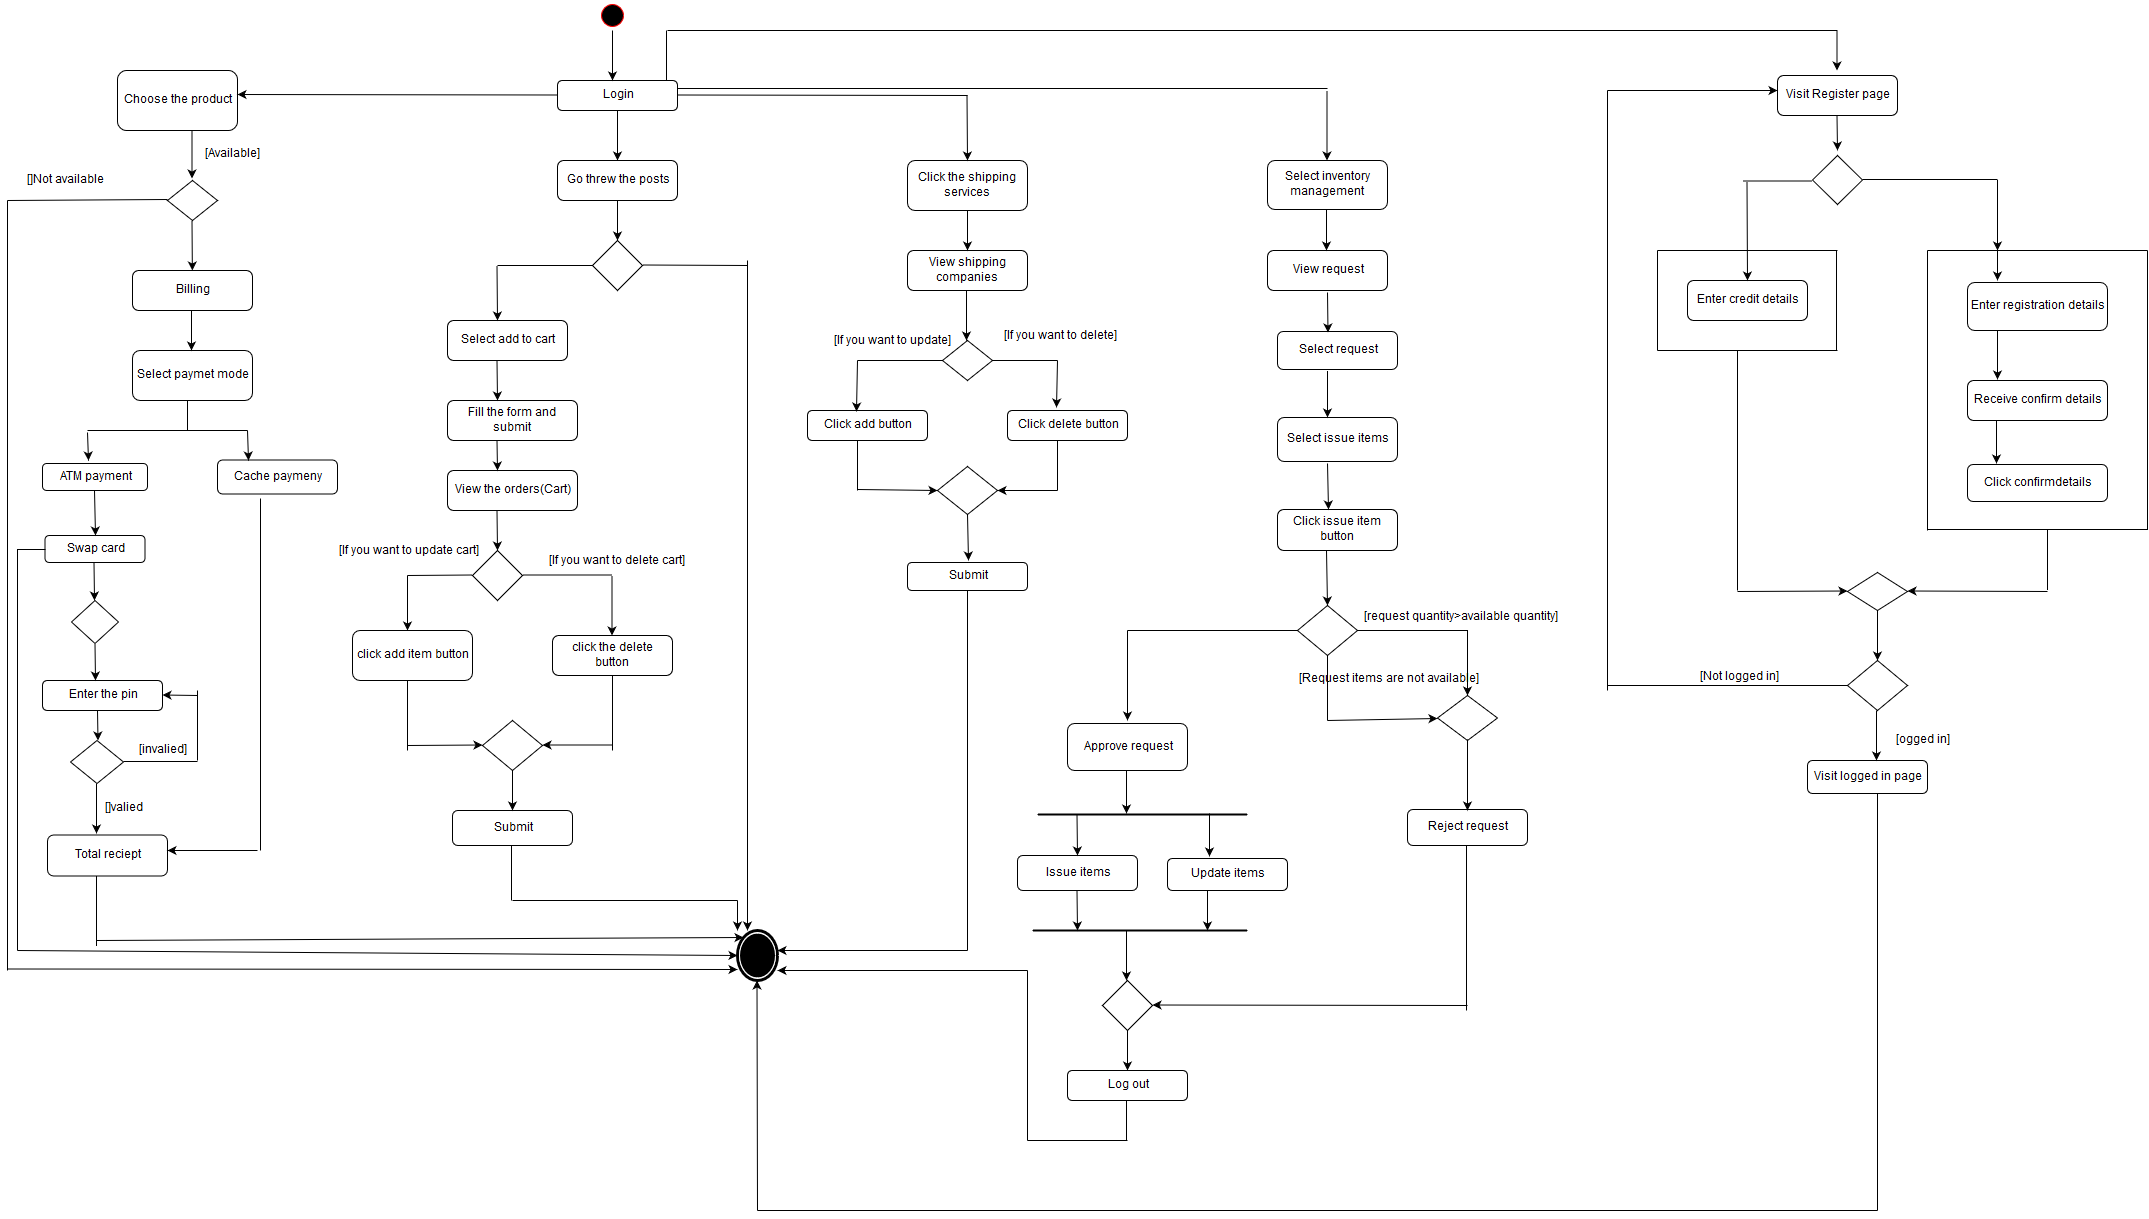 Login
Choose the product
[Available]
[]Not available
Billing
Select paymet mode
ATM payment
Cache paymeny
Swap card
Enter the pin
[invalied]
[]valied
Total reciept
Go threw the posts
Select add to cart
Fill the form and
submit
View the orders(Cart)
[If you want to update cart]
[If you want to delete cart]
click add item button
click the delete
button
Submit
Click the shipping
services
View shipping
companies
[If you want to update]
[If you want to delete]
Click add button
Click delete button
Submit
Select inventory
management
View request
Select request
Select issue items
Click issue item
button
[request quantity>available quantity]
[Request items are not available]
Approve request
Reject request
Issue items
Update items
Log out
Visit Register page
Enter credit details
Enter registration details
Receive confirm details
Click confirmdetails
[Not logged in]
[ogged in]
Visit logged in page